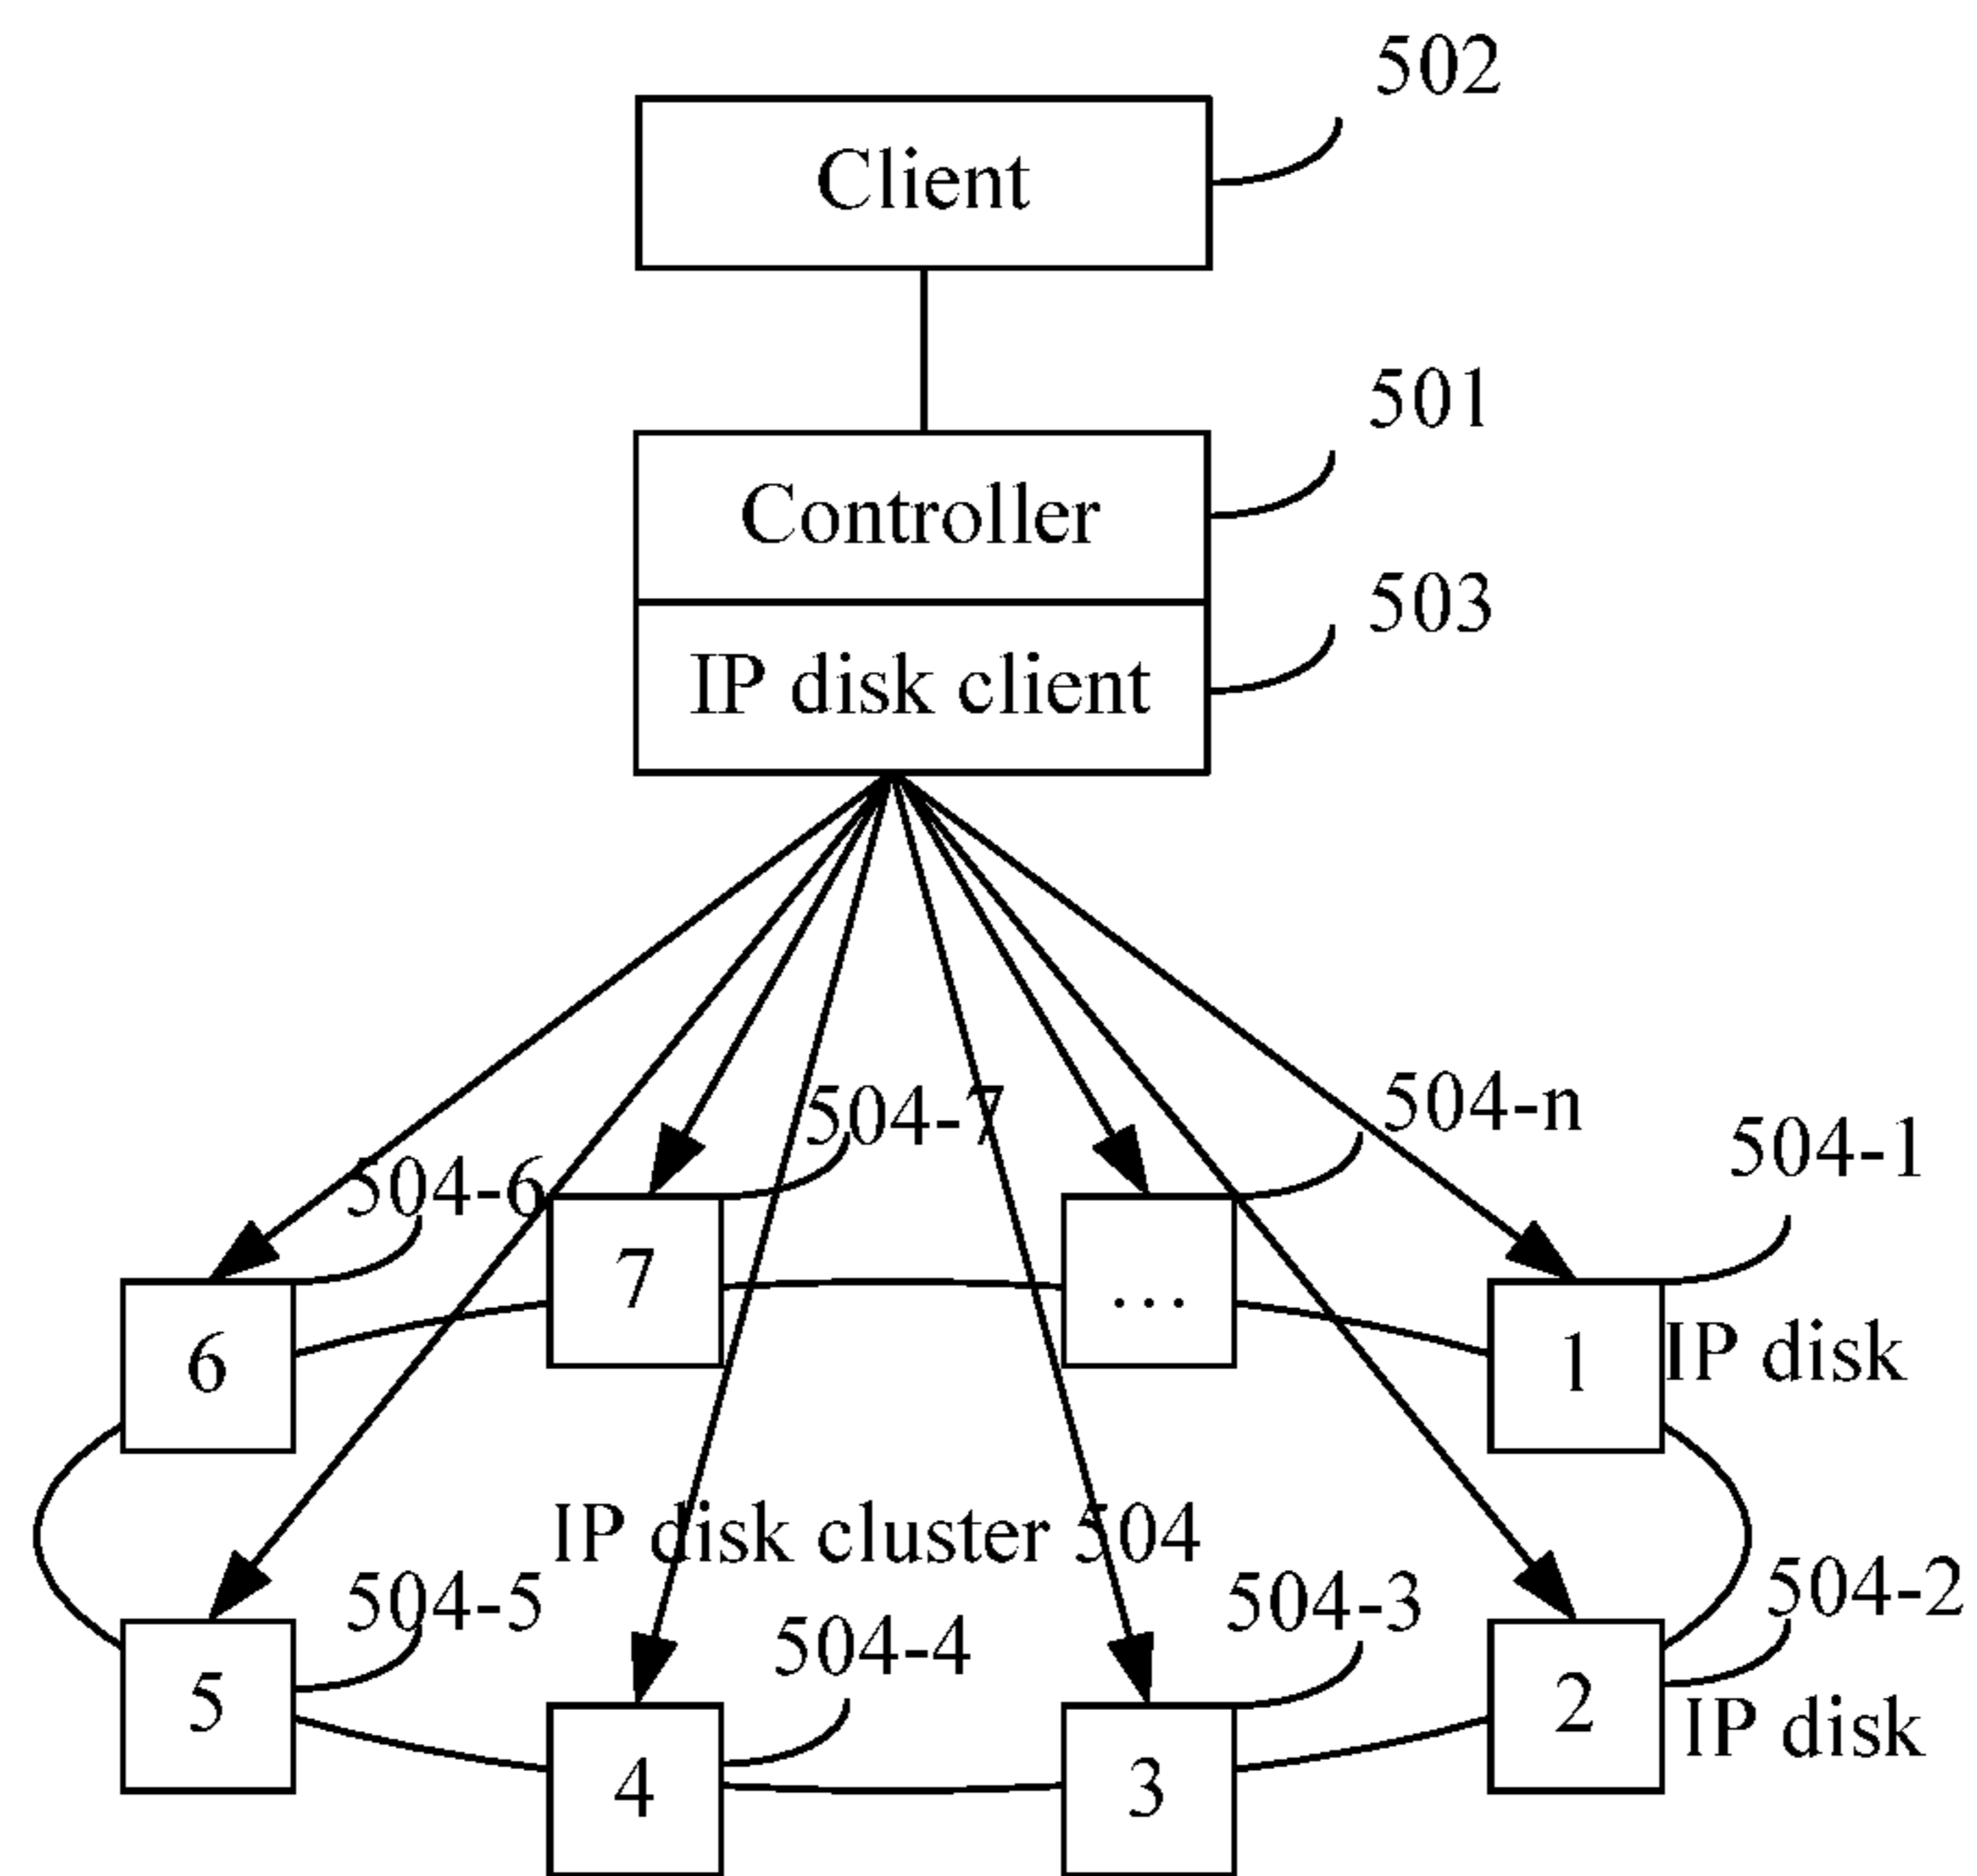 502
Client
501
Controller
503
IP disk client
504-7
504-n
504-1
504-6
7
...
6
1
IP disk
IP disk cluster 504
504-5
504-4
504-3
504-2
5
4
3
2
IP disk